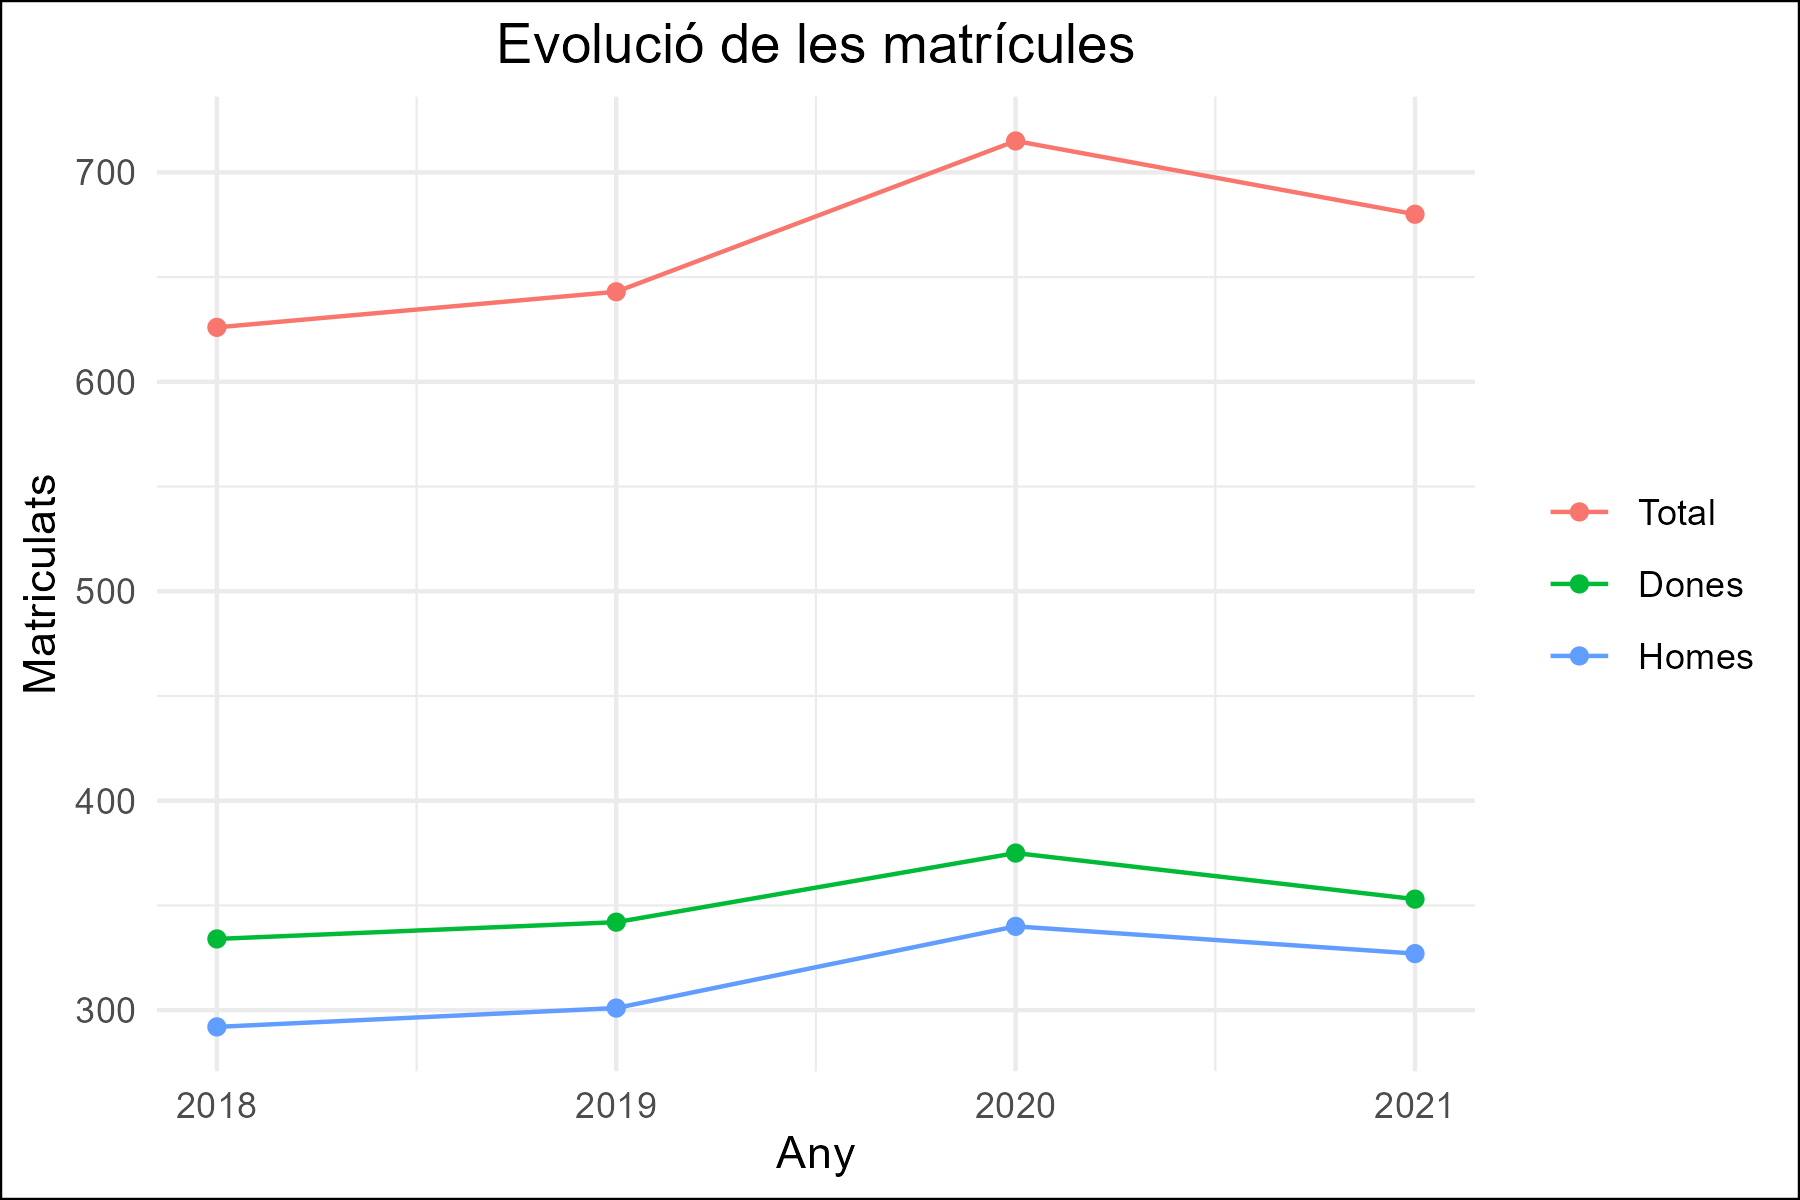 Evolució de les matrícules
700
600
500
400
300
Matriculats
2018
2019
2020
2021
Any
Total
Dones
Homes